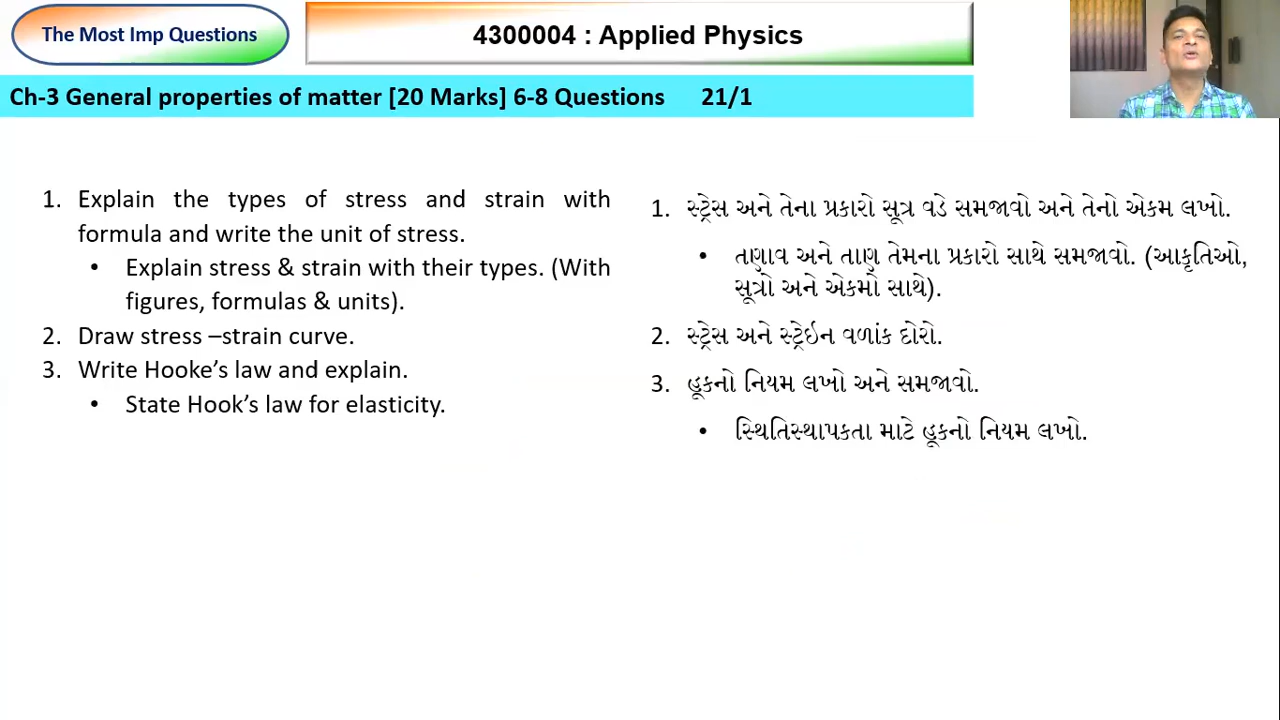 The Most Imp Questions
4300004 : Applied Physics
Ch-3 General properties of matter [20 Marks] 6-8 Questions 21/1
1. Explain the types of stress and strain with
formula and write the unit of stress.
• Explain stress & strain with their types. (With
figures, formulas & units).
2. Draw stress –strain curve.
3. Write Hooke’s law and explain.
• State Hook’s law for elasticity.
1. સ્ટ્રેસ અને તેના પ્રકારો સૂત્ર વડે સમજાવો અને તેનો એકમ લખો.
• તણાવ અને તાણ તેમના પ્રકારો સાથે સમજાવો. (આકૃતિઓ,
સૂત્રો અને એકમો સાથે).
2. સ્ટ્રેસ અને સ્ટ્રેઇન વળાંક દોરો.
3. હૂકનો નિયમ લખો અને સમજાવો.
• સ્થિતિસ્થાપકતા માટે હૂકનો નિયમ લખો.